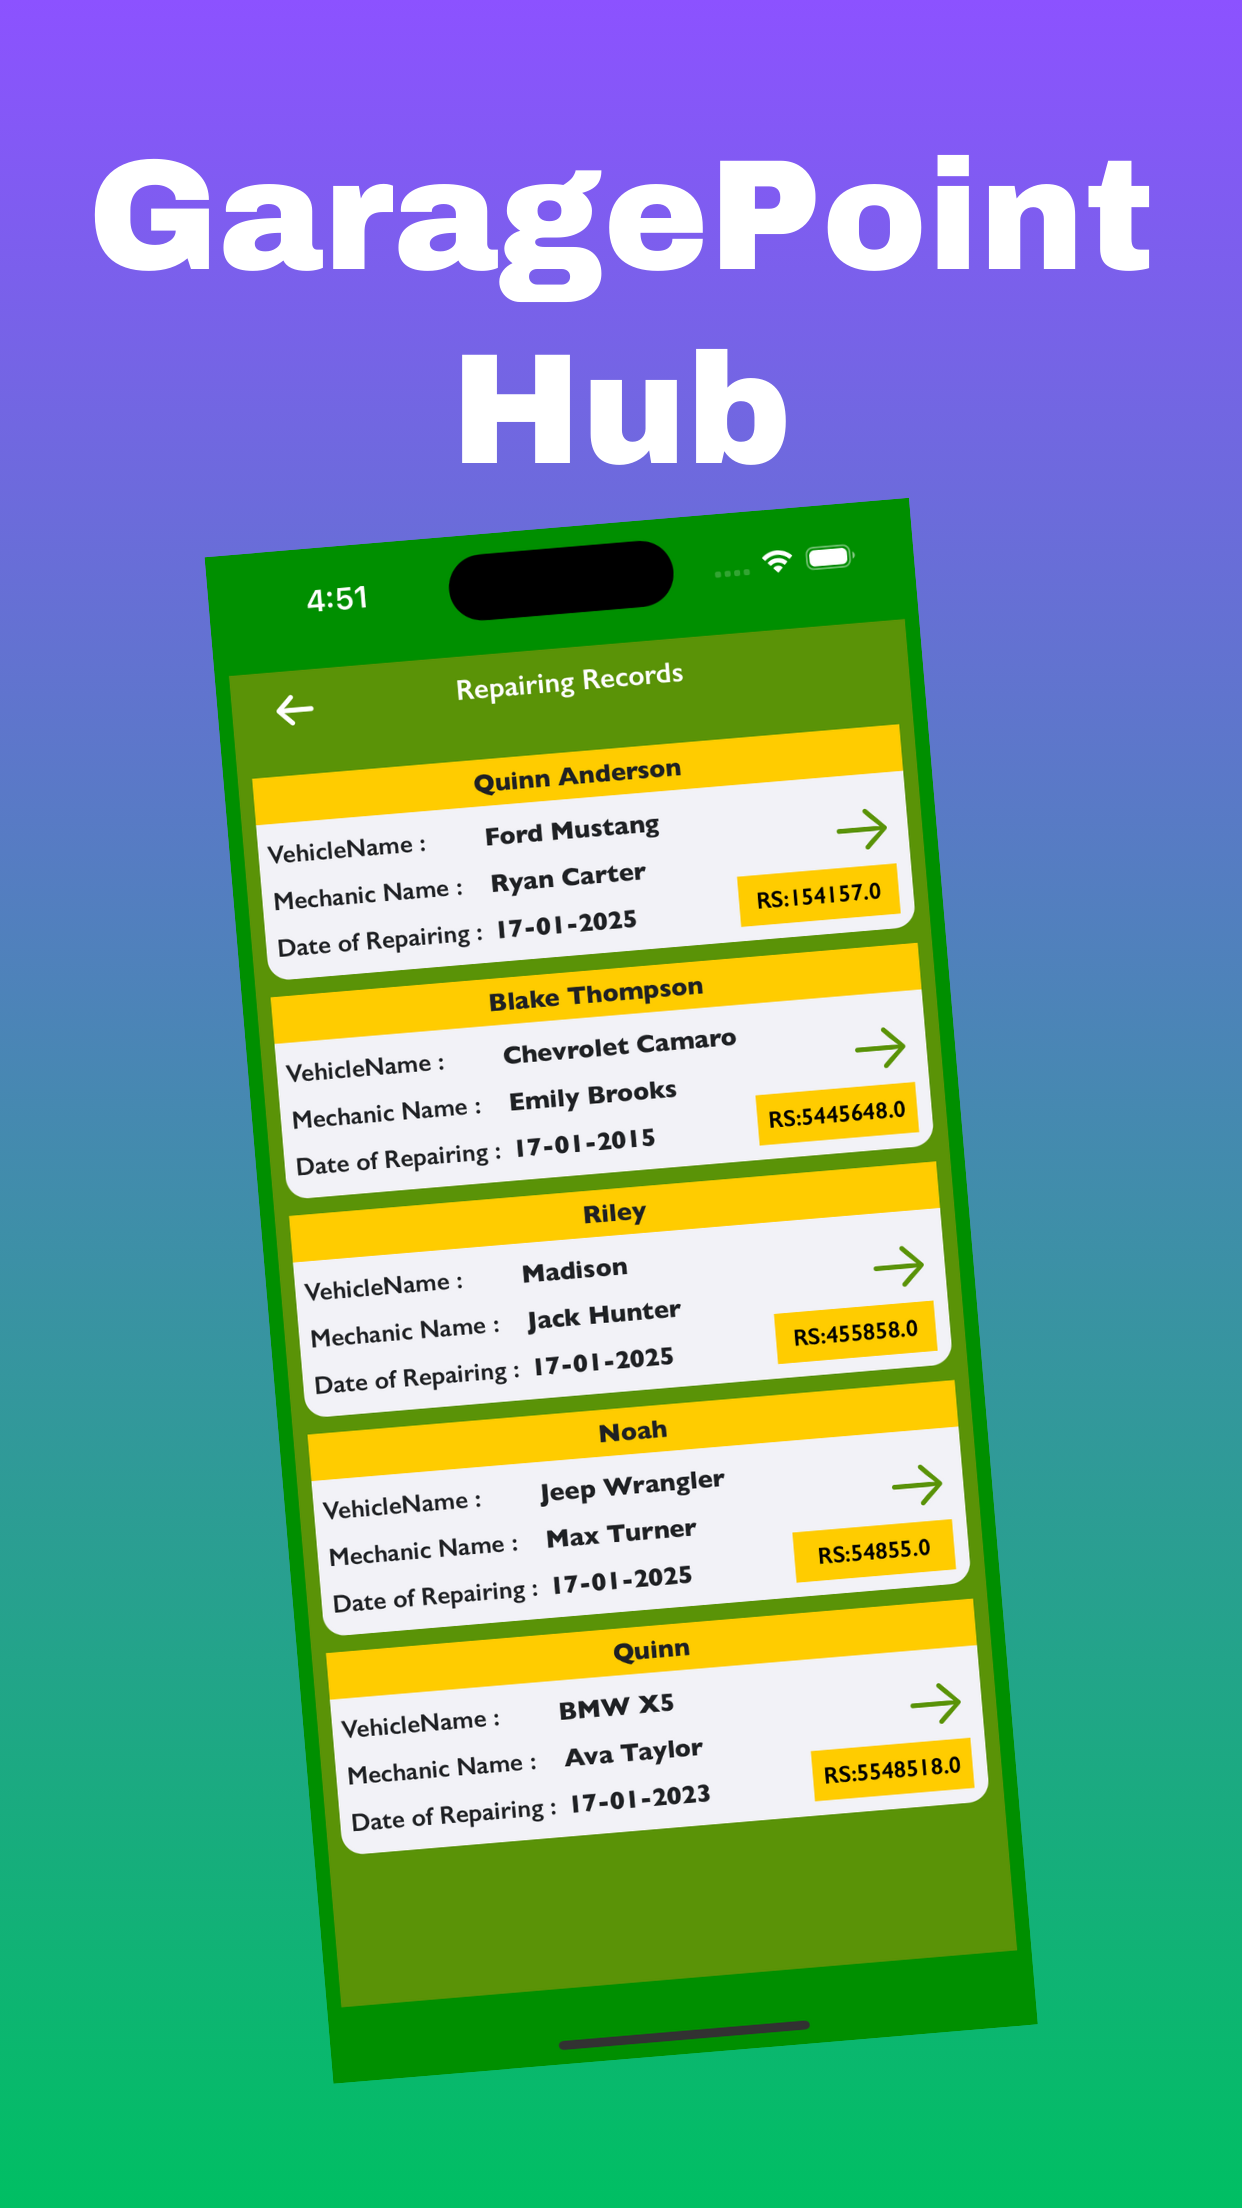 GaragePoint
Hub
4:51
Repairing Records
Quinn Anderson
VehicleName : Ford Mustang
Mechanic Name : Ryan Carter
Date of Repairing : 17-01-2025
RS:154157.0
Blake Thompson
VehicleName : Chevrolet Camaro
Mechanic Name : Emily Brooks
Date of Repairing : 17-01-2015
RS:5445648.0
Riley
VehicleName : Madison
Mechanic Name : Jack Hunter
Date of Repairing : 17-01-2025
RS:455858.0
Noah
VehicleName : Jeep Wrangler
Mechanic Name : Max Turner
Date of Repairing : 17-01-2025
RS:54855.0
Quinn
VehicleName : BMW X5
Mechanic Name : Ava Taylor
Date of Repairing : 17-01-2023
RS:5548518.0